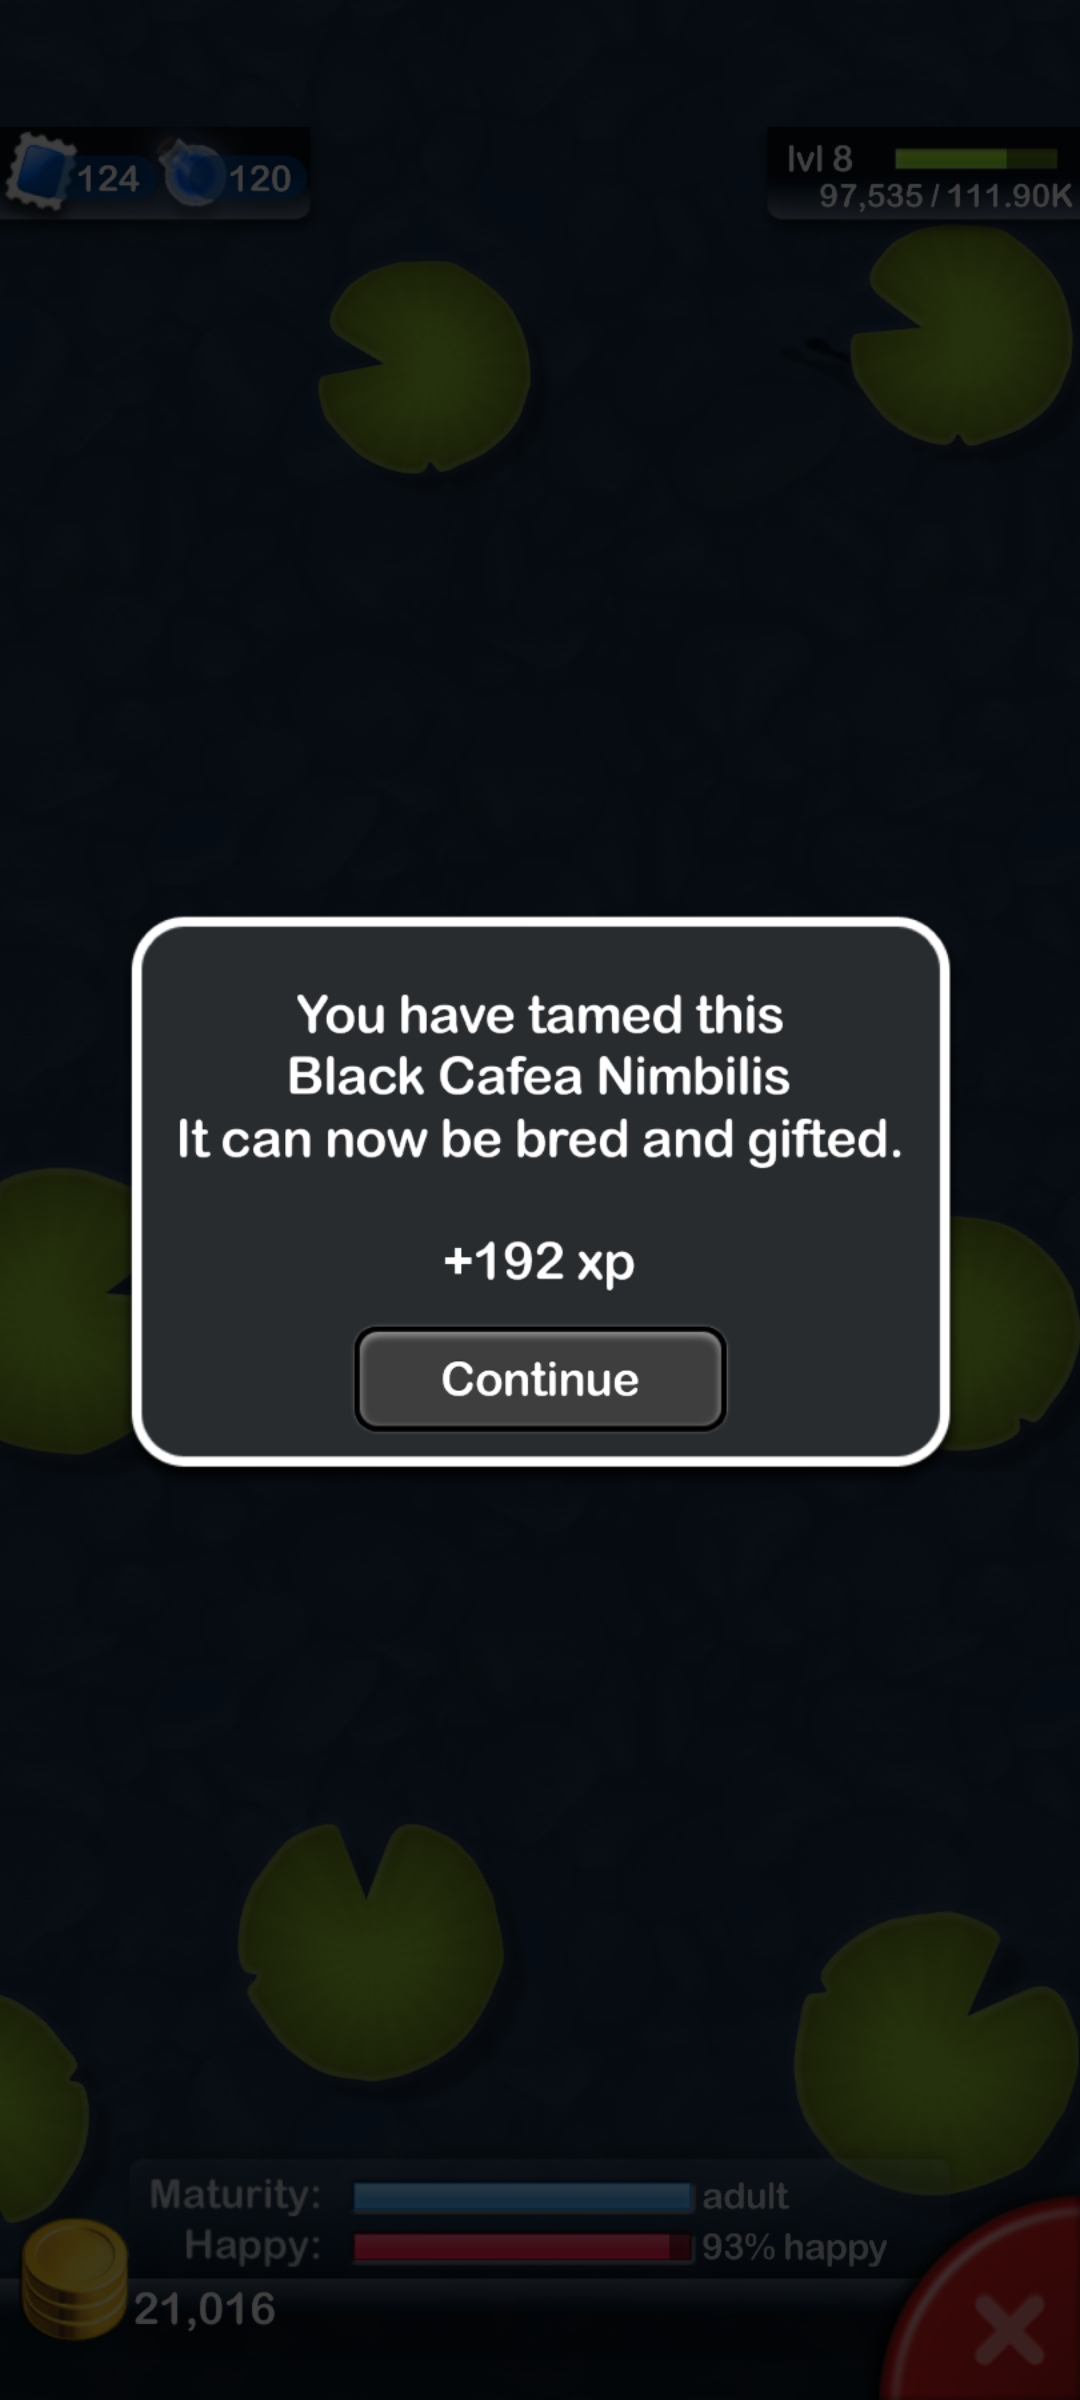 124 120
lvl 8
97,535 / 111.90K
You have tamed this
Black Cafea Nimbilis
It can now be bred and gifted.
+192 xp
Continue
Maturity: adult
Happy: 93% happy
21,016